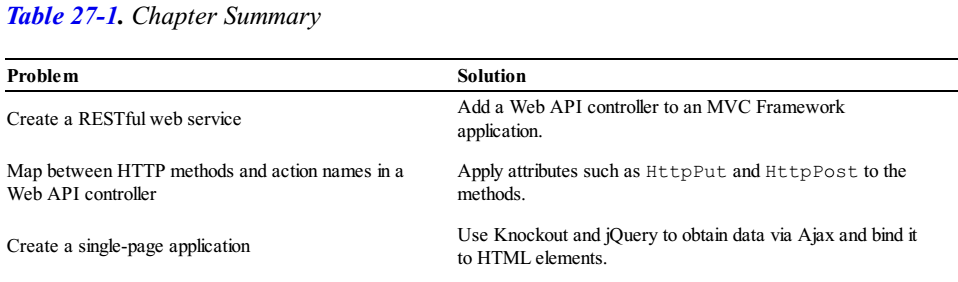 Table 27-1. Chapter Summary
Problem Solution
Create a RESTful web service
Add a Web API controller to an MVC Framework
application.
Map between HTTP methods and action names in a
Web API controller
Apply attributes such as HttpPut and HttpPost to the
methods.
Create a single-page application
Use Knockout and jQuery to obtain data via Ajax and bind it
to HTML elements.